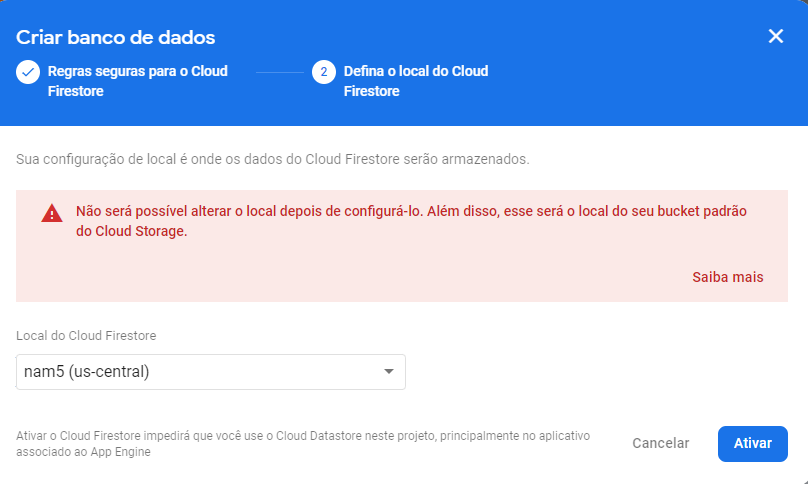 Criar banco de dados
Regras seguras para o Cloud
Firestore
2
Defina o local do Cloud
Firestore
Sua configuração de local é onde os dados do Cloud Firestore serão armazenados.
Não será possível alterar o local depois de configurá-lo. Além disso, esse será o local do seu bucket padrão
do Cloud Storage.
Saiba mais
Local do Cloud Firestore
nam5 (us-central)
Ativar o Cloud Firestore impedirá que você use o Cloud Datastore neste projeto, principalmente no aplicativo
associado ao App Engine
Cancelar
Ativar